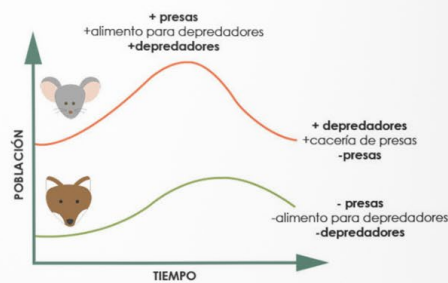 + presas
+alimento para depredadores
+depredadores
POBLACIÓN
+ depredadores
+cacería de presas
-presas
- presas
-alimento para depredadores
-depredadores
TIEMPO